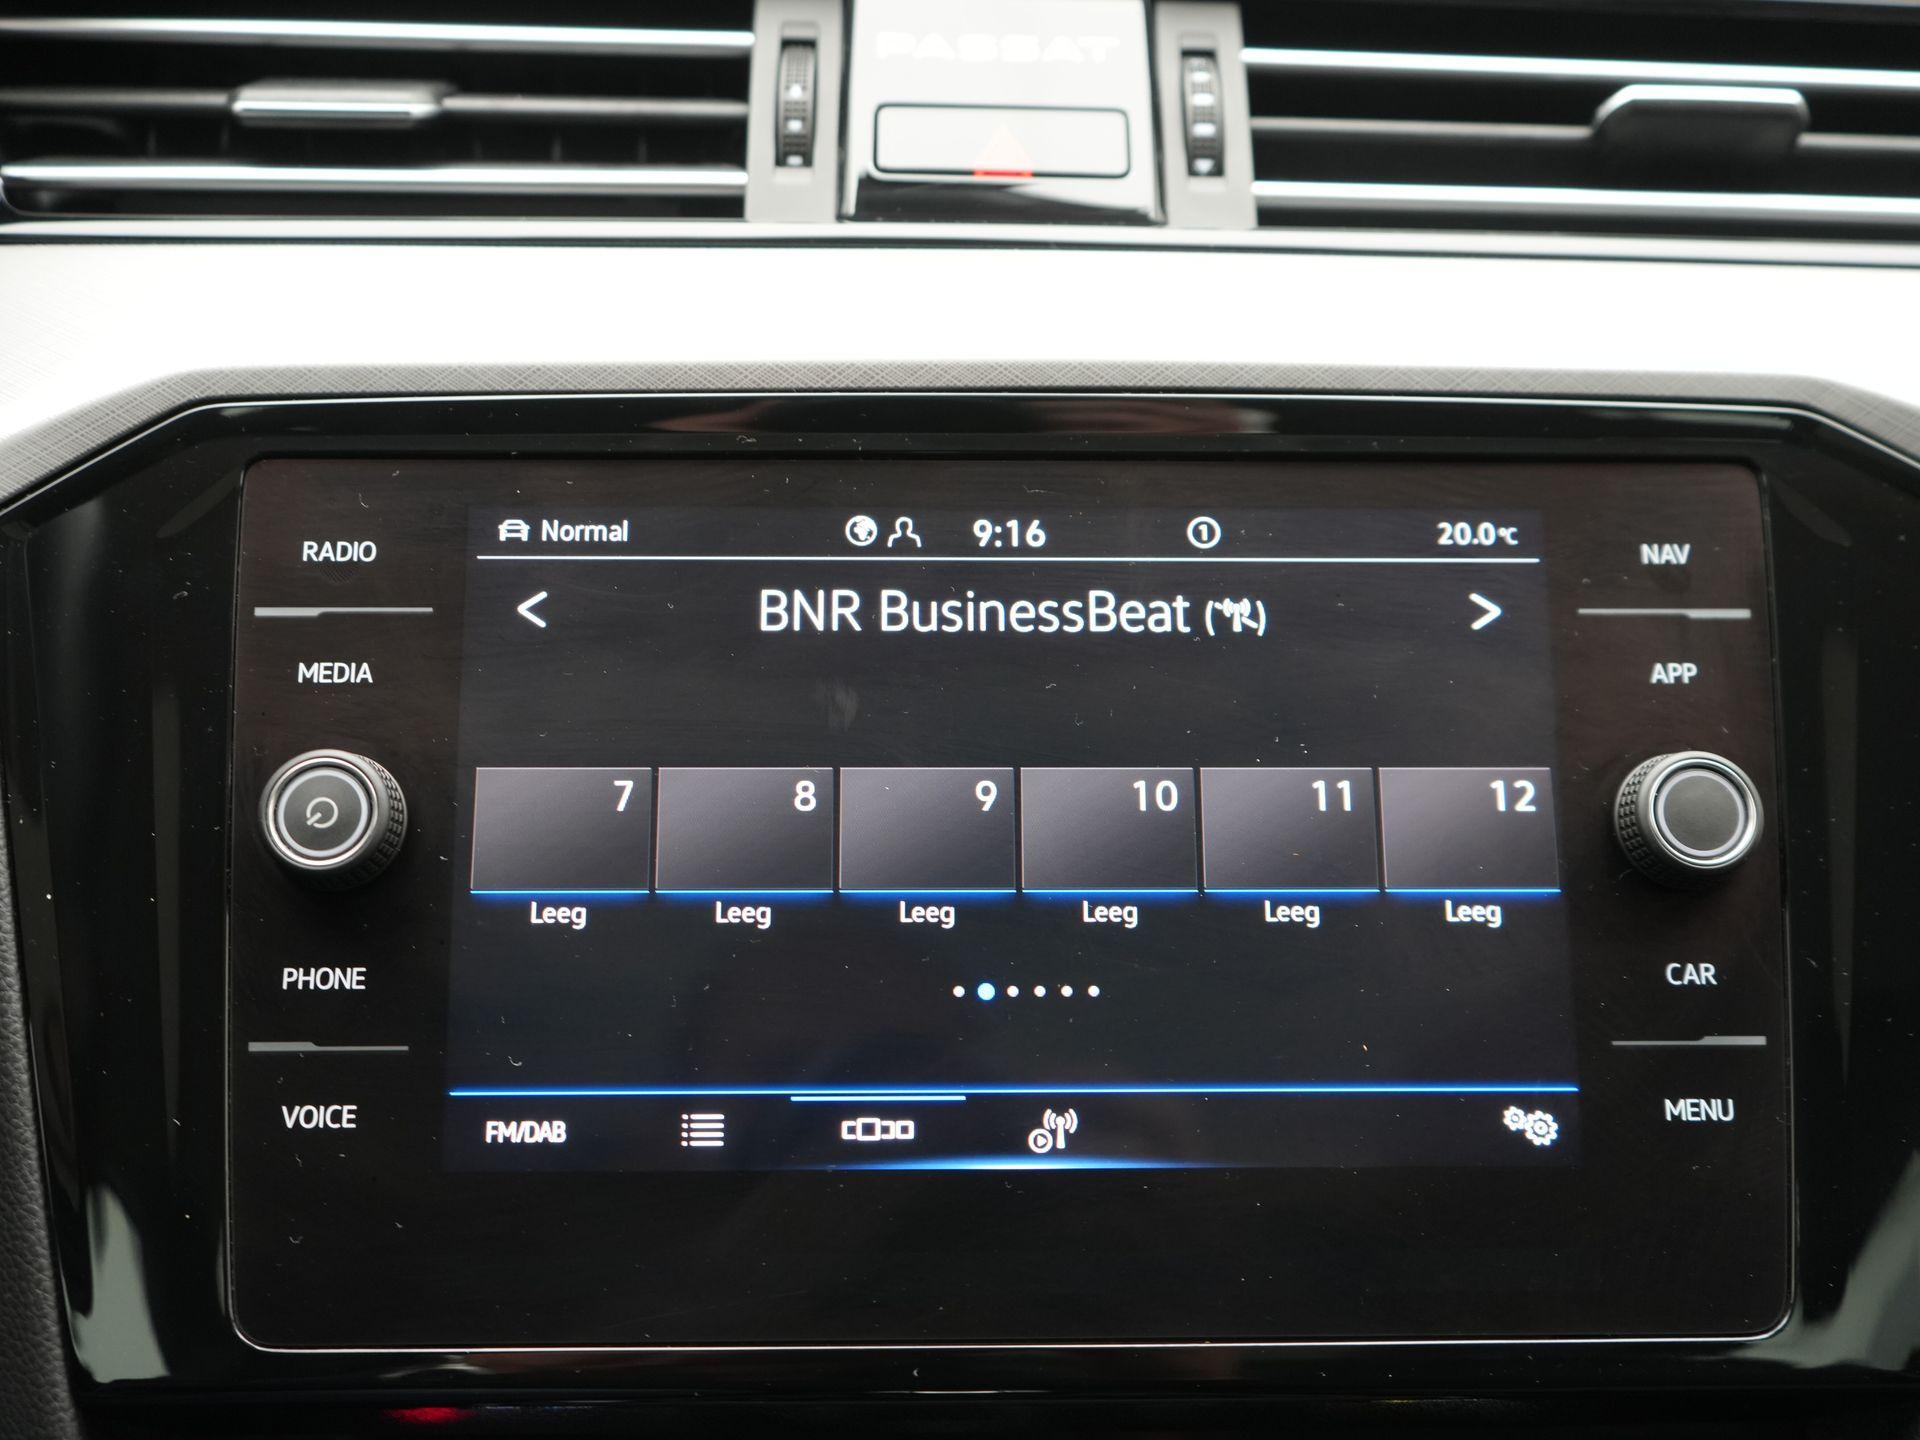 PASSAT
Normal 9:16 1 20.0°C
RADIO
NAV
< BNR BusinessBeat >
MEDIA
APP
7 8 9 10 11 12
Leeg Leeg Leeg Leeg Leeg Leeg
PHONE
CAR
VOICE
MENU
FM/DAB